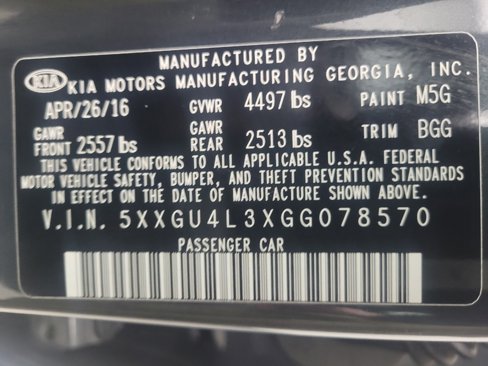 MANUFACTURED BY
KIA KIA MOTORS MANUFACTURING GEORGIA, INC.
APR/26/16 GVWR 4497 lbs PAINT M5G
GAWR FRONT 2557 lbs GAWR REAR 2513 lbs TRIM BGG
THIS VEHICLE CONFORMS TO ALL APPLICABLE U.S.A. FEDERAL
MOTOR VEHICLE SAFETY, BUMPER, AND THEFT PREVENTION STANDARDS
IN EFFECT ON THE DATE OF MANUFACTURE SHOWN ABOVE.
V.I.N. 5XXGU4L3XGG078570
PASSENGER CAR